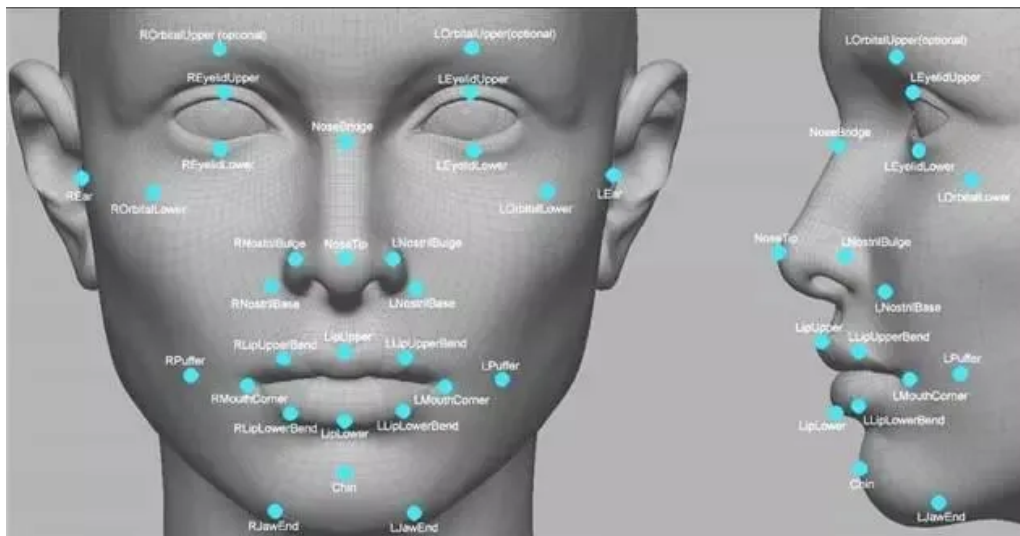 ROrbitalUpper (optional)
LOrbitalUpper(optional)
REyelidUpper
LEyelidUpper
NoseBridge
REyelidLower
LEyelidLower
REar
LEar
ROrbitalLower
LOrbitalLower
RNostrilBulge
NoseTip
LNostrilBulge
RNostrilBase
LNostrilBase
LipUpper
RLipUpperBend
LLipUpperBend
RPuffer
LPuffer
RMouthCorner
LMouthCorner
RLipLowerBend
LipLower
LLipLowerBend
Chin
RJawEnd
LJawEnd
LOrbitalUpper(optional)
LEyelidUpper
NoseBridge
LEyelidLower
LOrbitalLower
NoseTip
LNostrilBulge
LNostrilBase
LipUpper
LLipUpperBend
LPuffer
LMouthCorner
LipLower
LLipLowerBend
Chin
LJawEnd